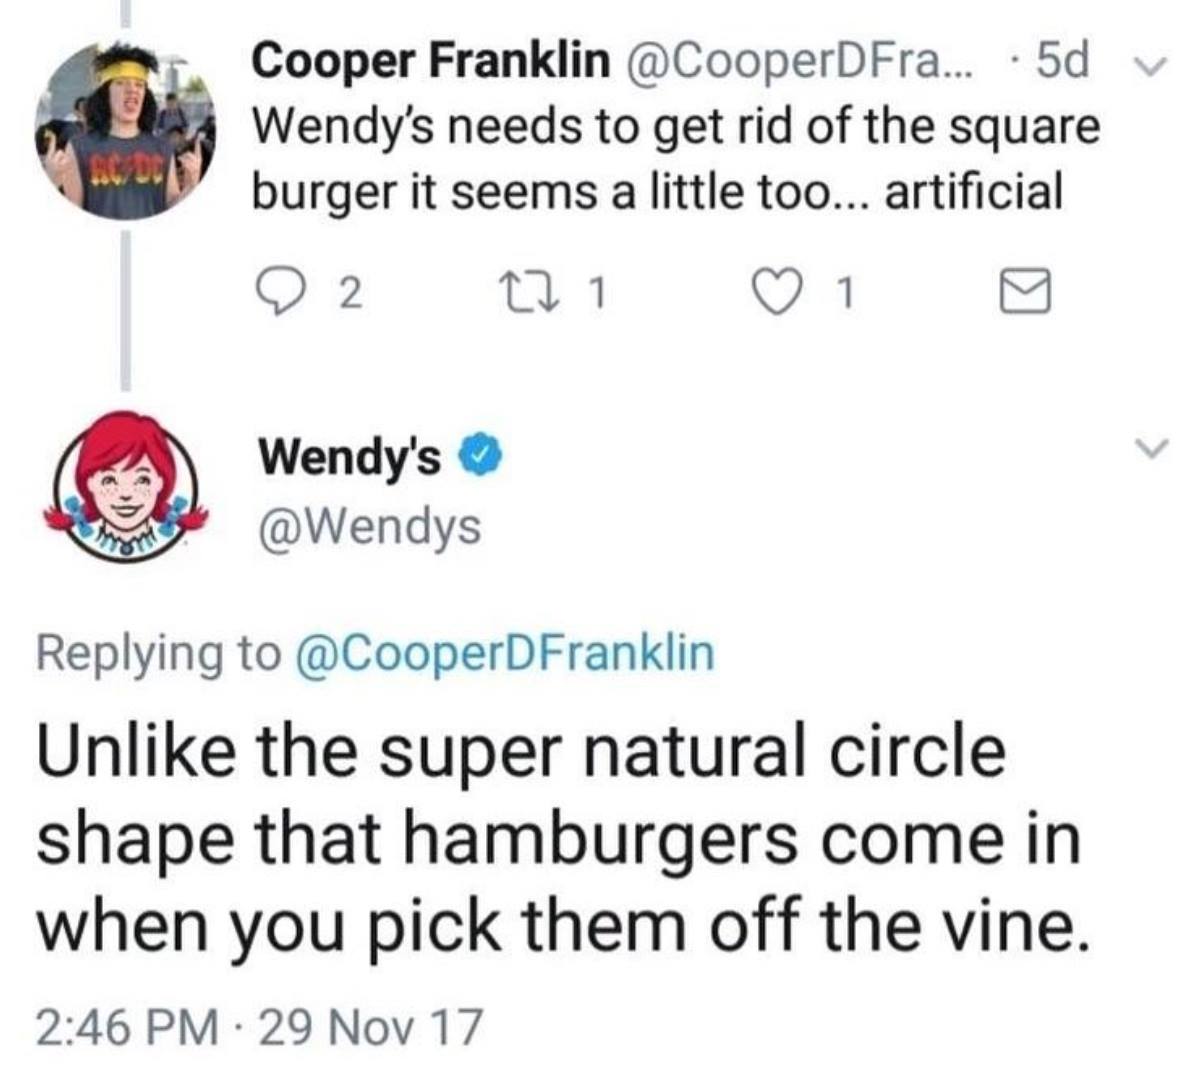 Cooper Franklin @CooperDFra... · 5d
Wendy's needs to get rid of the square
burger it seems a little too... artificial
2 1 1
AC/DC
Wendy's
@Wendys
Replying to @CooperDFranklin
Unlike the super natural circle
shape that hamburgers come in
when you pick them off the vine.
2:46 PM · 29 Nov 17